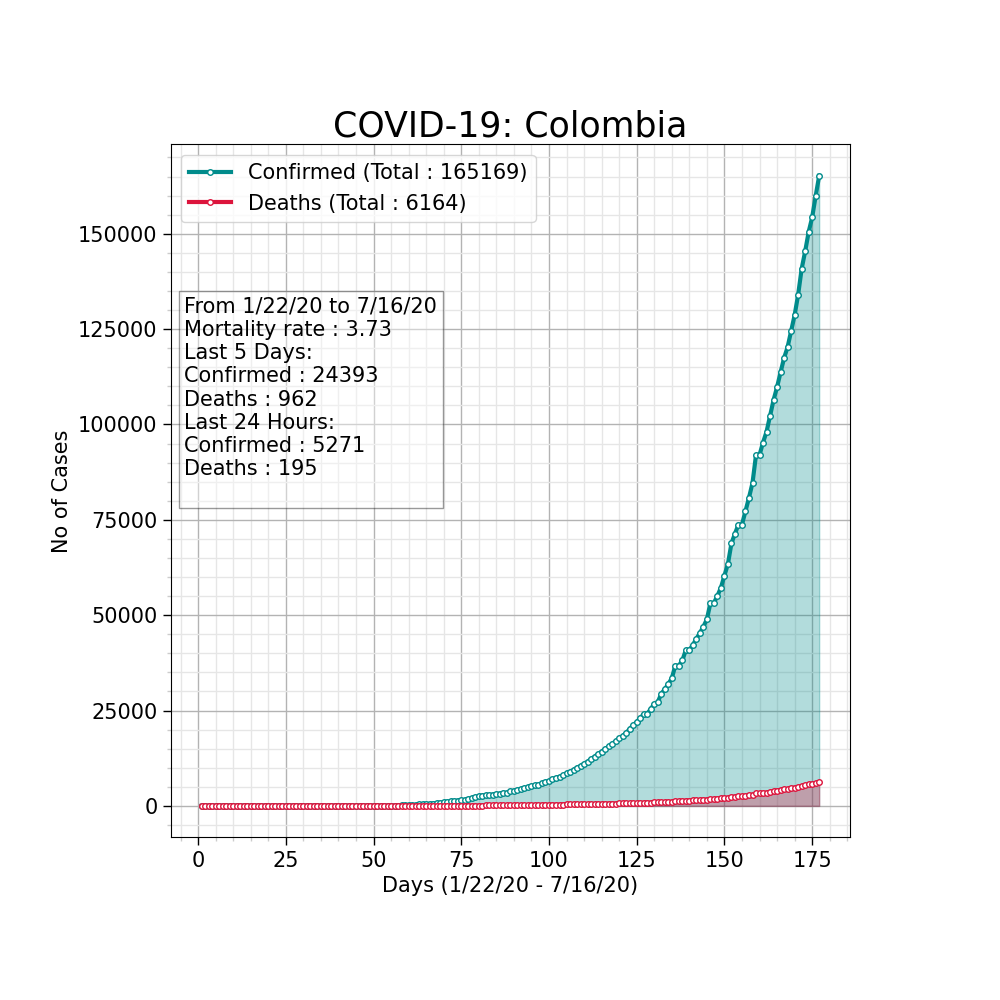 COVID-19: Colombia
Confirmed (Total : 165169)
Deaths (Total : 6164)
From 1/22/20 to 7/16/20
Mortality rate : 3.73
Last 5 Days:
Confirmed : 24393
Deaths : 962
Last 24 Hours:
Confirmed : 5271
Deaths : 195
No of Cases
150000
125000
100000
75000
50000
25000
0
0 25 50 75 100 125 150 175
Days (1/22/20 - 7/16/20)